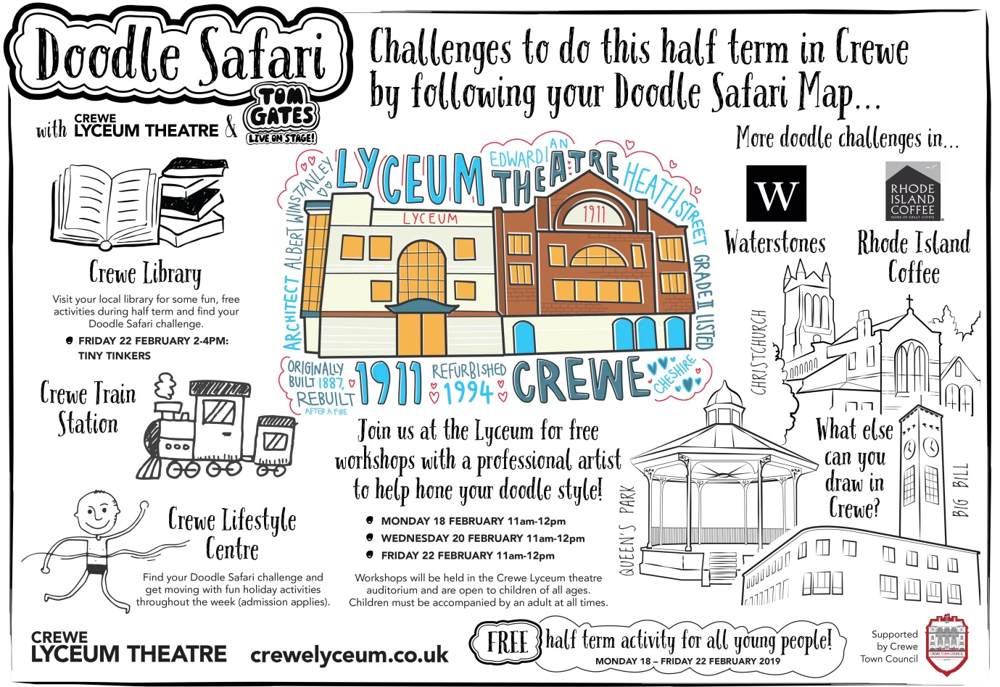 Doodle Safari
with CREWE LYCEUM THEATRE &
TOM
GATES
LIVE ON STAGE!
Challenges to do this half term in Crewe
by following your Doodle Safari Map...
More doodle challenges in...
W
Waterstones
RHODE
ISLAND
COFFEE
HOME OF GREAT COFFEE
Rhode Island
Coffee
Crewe Library
Visit your local library for some fun, free
activities during half term and find your
Doodle Safari challenge.
FRIDAY 22 FEBRUARY 2-4PM:
TINY TINKERS
Crewe Train
Station
Crewe Lifestyle
Centre
Find your Doodle Safari challenge and
get moving with fun holiday activities
throughout the week (admission applies).
ARCHITECT ALBERT WINSTANLEY
LYCEUM
EDWARDIAN
THEATRE
HEATH STREET GRADE II LISTED
LYCEUM
1911
ORIGINALLY
BUILT 1887,
REBUILT
AFTER A FIRE
1911
REFURBISHED
1994
CREWE
CHESHIRE
Join us at the Lyceum for free
workshops with a professional artist
to help hone your doodle style!
MONDAY 18 FEBRUARY 11am-12pm
WEDNESDAY 20 FEBRUARY 11am-12pm
FRIDAY 22 FEBRUARY 11am-12pm
Workshops will be held in the Crewe Lyceum theatre
auditorium and are open to children of all ages.
Children must be accompanied by an adult at all times.
CHRISTCHURCH
QUEEN'S PARK
What else
can you
draw in
Crewe?
BIG BILL
CREWE
LYCEUM THEATRE
crewelyceum.co.uk
FREE half term activity for all young people!
MONDAY 18 – FRIDAY 22 FEBRUARY 2019
Supported
by Crewe
Town Council
CREWE TOWN COUNCIL